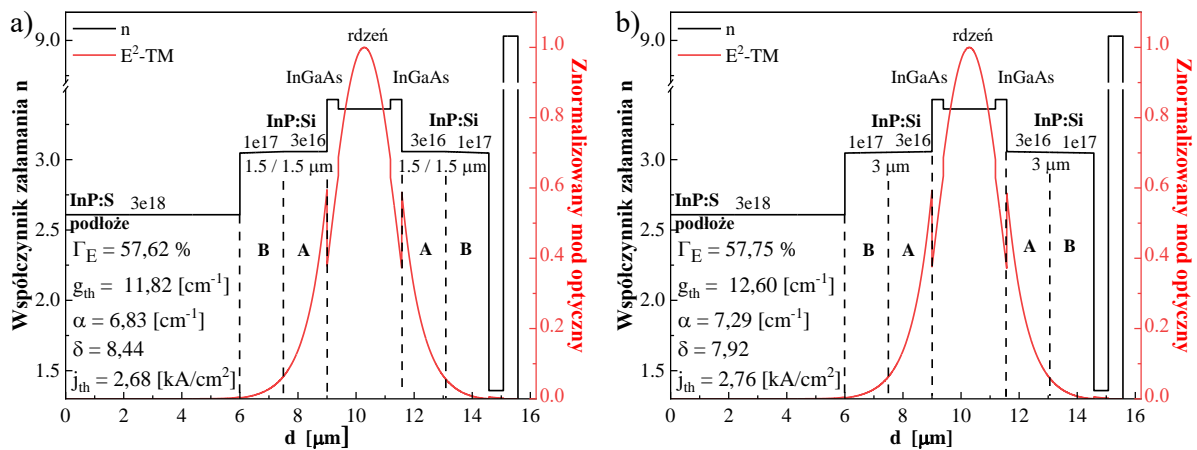 a)
n
E²-TM
rdzeń
InGaAs
InGaAs
InP:Si
InP:Si
1e17
3e16
3e16
1e17
1.5 / 1.5 μm
1.5 / 1.5 μm
InP:S
3e18
podłoże
Γ_E = 57,62 %
g_th = 11,82 [cm⁻¹]
α = 6,83 [cm⁻¹]
δ = 8,44
j_th = 2,68 [kA/cm²]
B
A
A
B
Współczynnik załamania n
9.0
3.0
2.5
2.0
1.5
0
2
4
6
8
10
12
14
16
d [μm]
1.0
0.8
0.6
0.4
0.2
0.0
Znormalizowany mod optyczny
b)
n
E²-TM
rdzeń
InGaAs
InGaAs
InP:Si
InP:Si
1e17
3e16
3e16
1e17
3 μm
3 μm
InP:S
3e18
podłoże
Γ_E = 57,75 %
g_th = 12,60 [cm⁻¹]
α = 7,29 [cm⁻¹]
δ = 7,92
j_th = 2,76 [kA/cm²]
B
A
A
B
Współczynnik załamania n
9.0
3.0
2.5
2.0
1.5
0
2
4
6
8
10
12
14
16
d [μm]
1.0
0.8
0.6
0.4
0.2
0.0
Znormalizowany mod optyczny